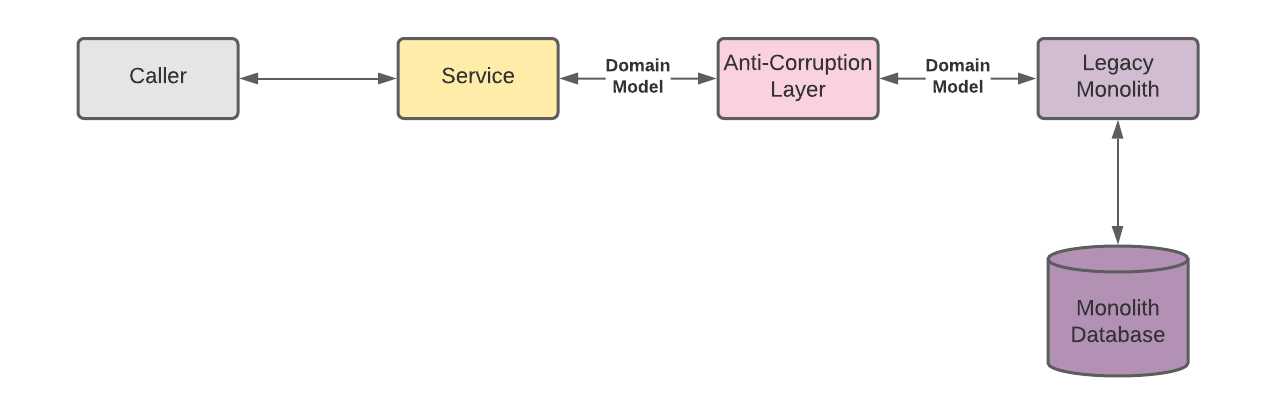 Caller
Service
Domain
Model
Anti-Corruption
Layer
Domain
Model
Legacy
Monolith
Monolith
Database